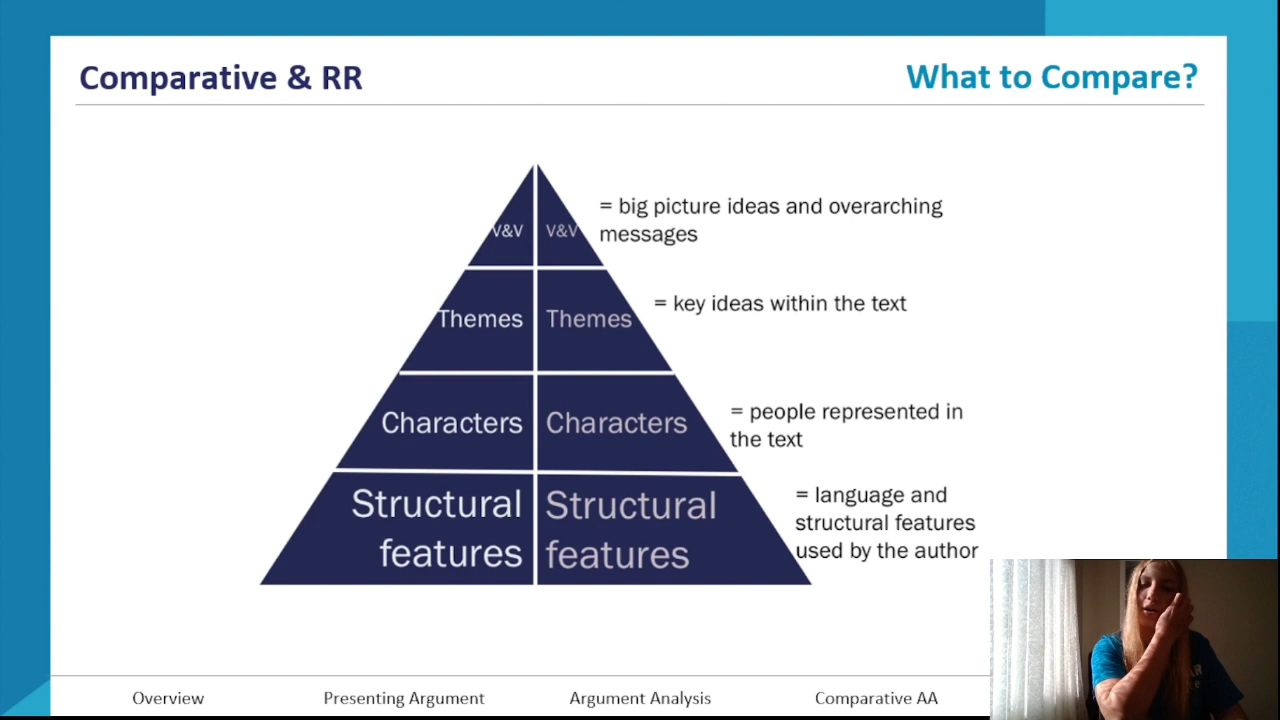 Comparative & RR
What to Compare?
V&V
V&V
= big picture ideas and overarching
messages
Themes
Themes
= key ideas within the text
Characters
Characters
= people represented in
the text
Structural
features
Structural
features
= language and
structural features
used by the author
Overview
Presenting Argument
Argument Analysis
Comparative AA